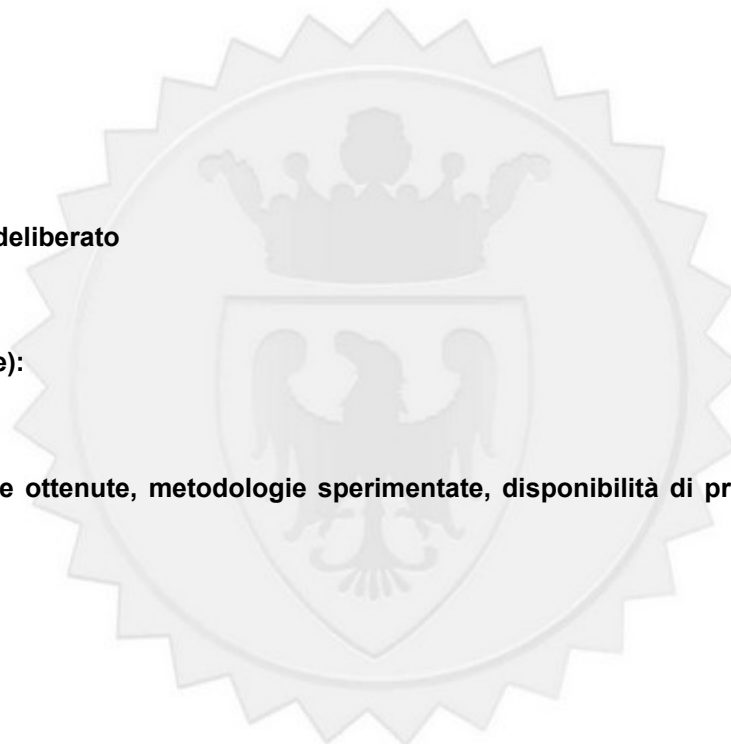 deliberato
e):
e ottenute, metodologie sperimentate, disponibilità di pr